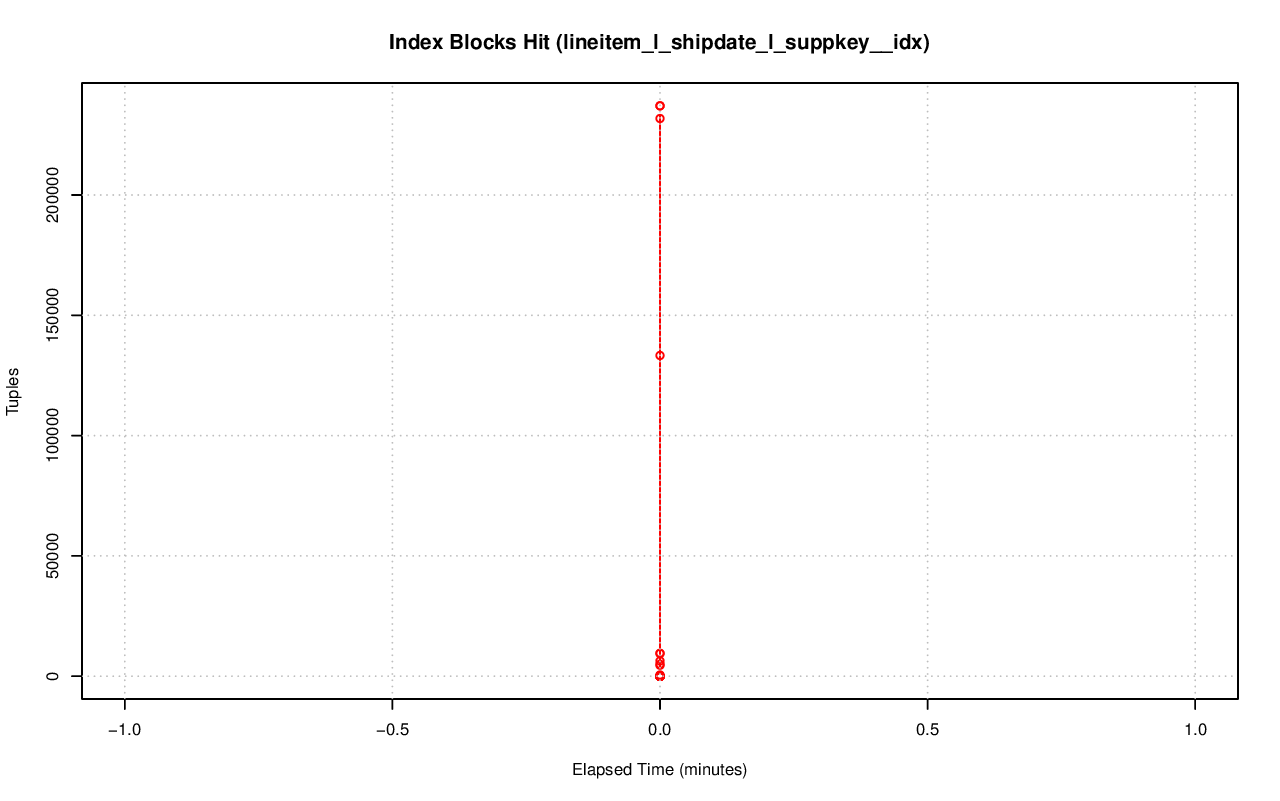 Index Blocks Hit (lineitem_l_shipdate_l_suppkey__idx)
Tuples
200000
150000
100000
50000
0
−1.0 −0.5 0.0 0.5 1.0
Elapsed Time (minutes)